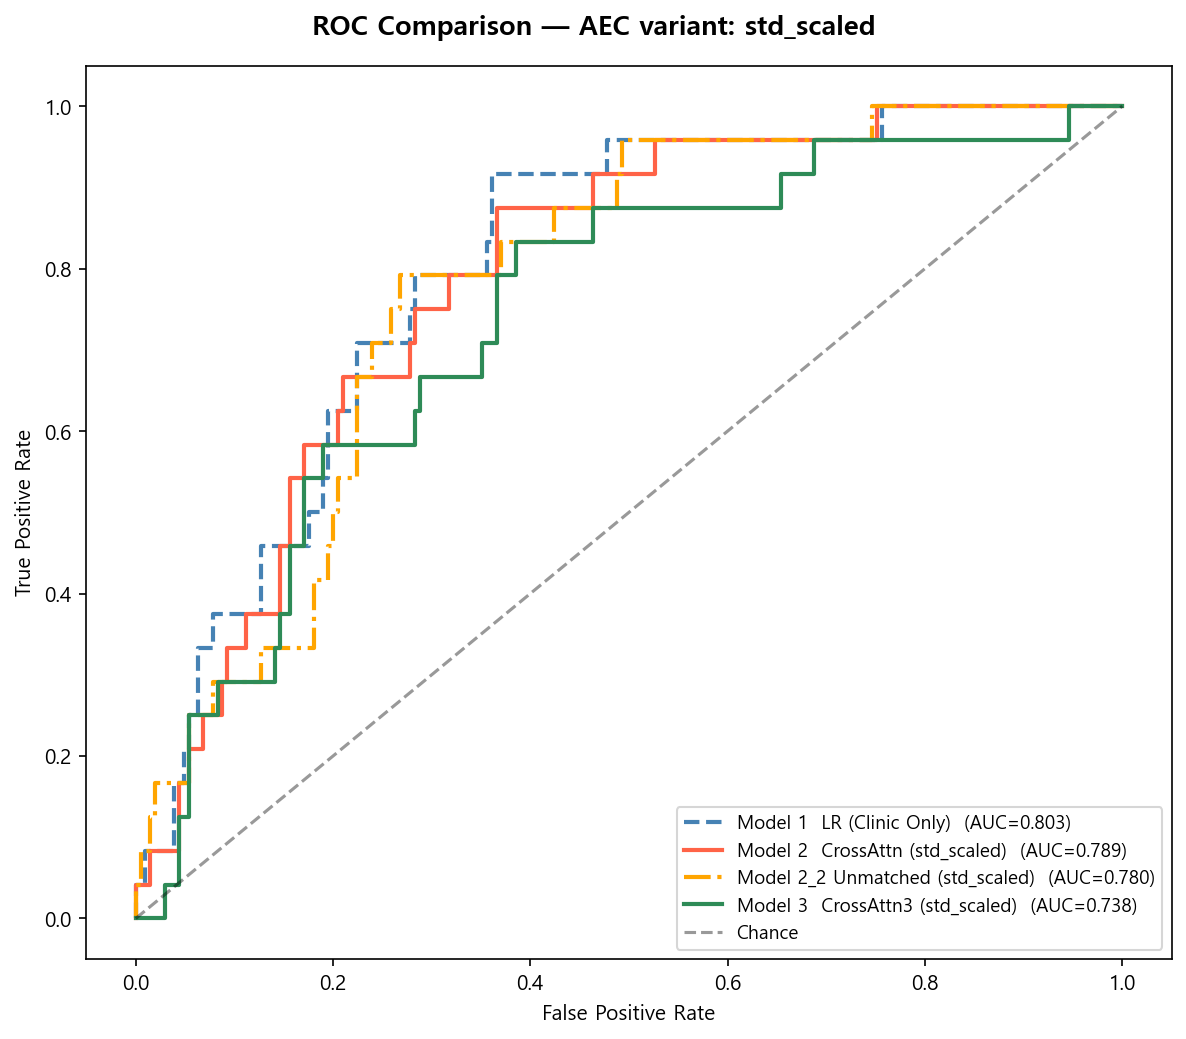 ROC Comparison — AEC variant: std_scaled
True Positive Rate
1.0
0.8
0.6
0.4
0.2
0.0
Model 1 LR (Clinic Only) (AUC=0.803)
Model 2 CrossAttn (std_scaled) (AUC=0.789)
Model 2_2 Unmatched (std_scaled) (AUC=0.780)
Model 3 CrossAttn3 (std_scaled) (AUC=0.738)
Chance
0.0 0.2 0.4 0.6 0.8 1.0
False Positive Rate